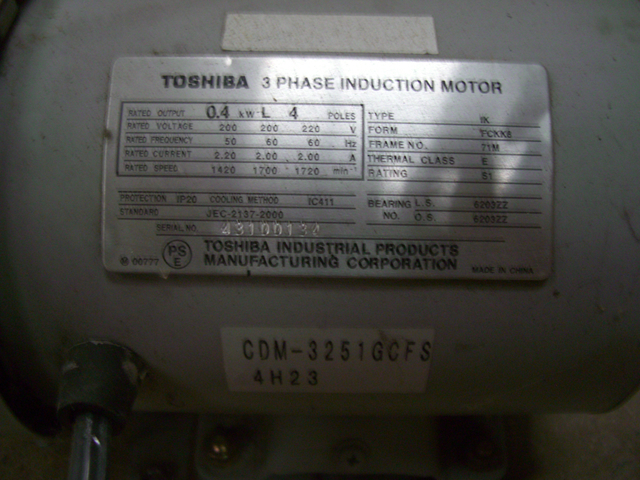 TOSHIBA 3 PHASE INDUCTION MOTOR
RATED OUTPUT 0.4 kW L 4 POLES
RATED VOLTAGE 200 200 220 V
RATED FREQUENCY 50 60 60 Hz
RATED CURRENT 2.20 2.00 2.00 A
RATED SPEED 1420 1700 1720 min⁻¹
TYPE IK
FORM FCKK8
FRAME NO. 71M
THERMAL CLASS E
RATING S1
PROTECTION IP20 COOLING METHOD IC411
STANDARD JEC-2137-2000
SERIAL NO. 43100134
BEARING L.S. 6203ZZ
NO. O.S. 6203ZZ
PS E
TOSHIBA INDUSTRIAL PRODUCTS
MANUFACTURING CORPORATION
00777
MADE IN CHINA
CDM-3251GCFS
4H23